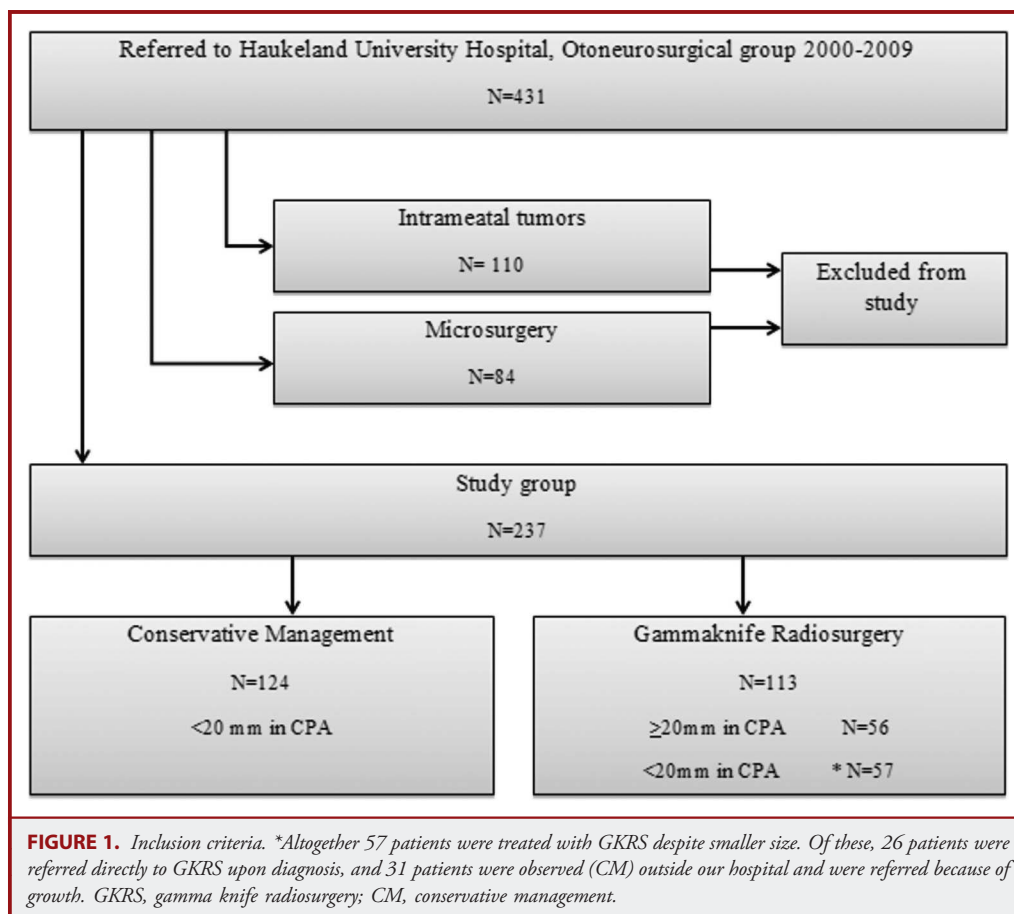 Referred to Haukeland University Hospital, Otoneurosurgical group 2000-2009
N=431
Intrameatal tumors
N= 110
Excluded from
study
Microsurgery
N=84
Study group
N=237
Conservative Management
N=124
<20 mm in CPA
Gammaknife Radiosurgery
N=113
≥20mm in CPA N=56
<20mm in CPA * N=57
FIGURE 1. Inclusion criteria. *Altogether 57 patients were treated with GKRS despite smaller size. Of these, 26 patients were
referred directly to GKRS upon diagnosis, and 31 patients were observed (CM) outside our hospital and were referred because of
growth. GKRS, gamma knife radiosurgery; CM, conservative management.